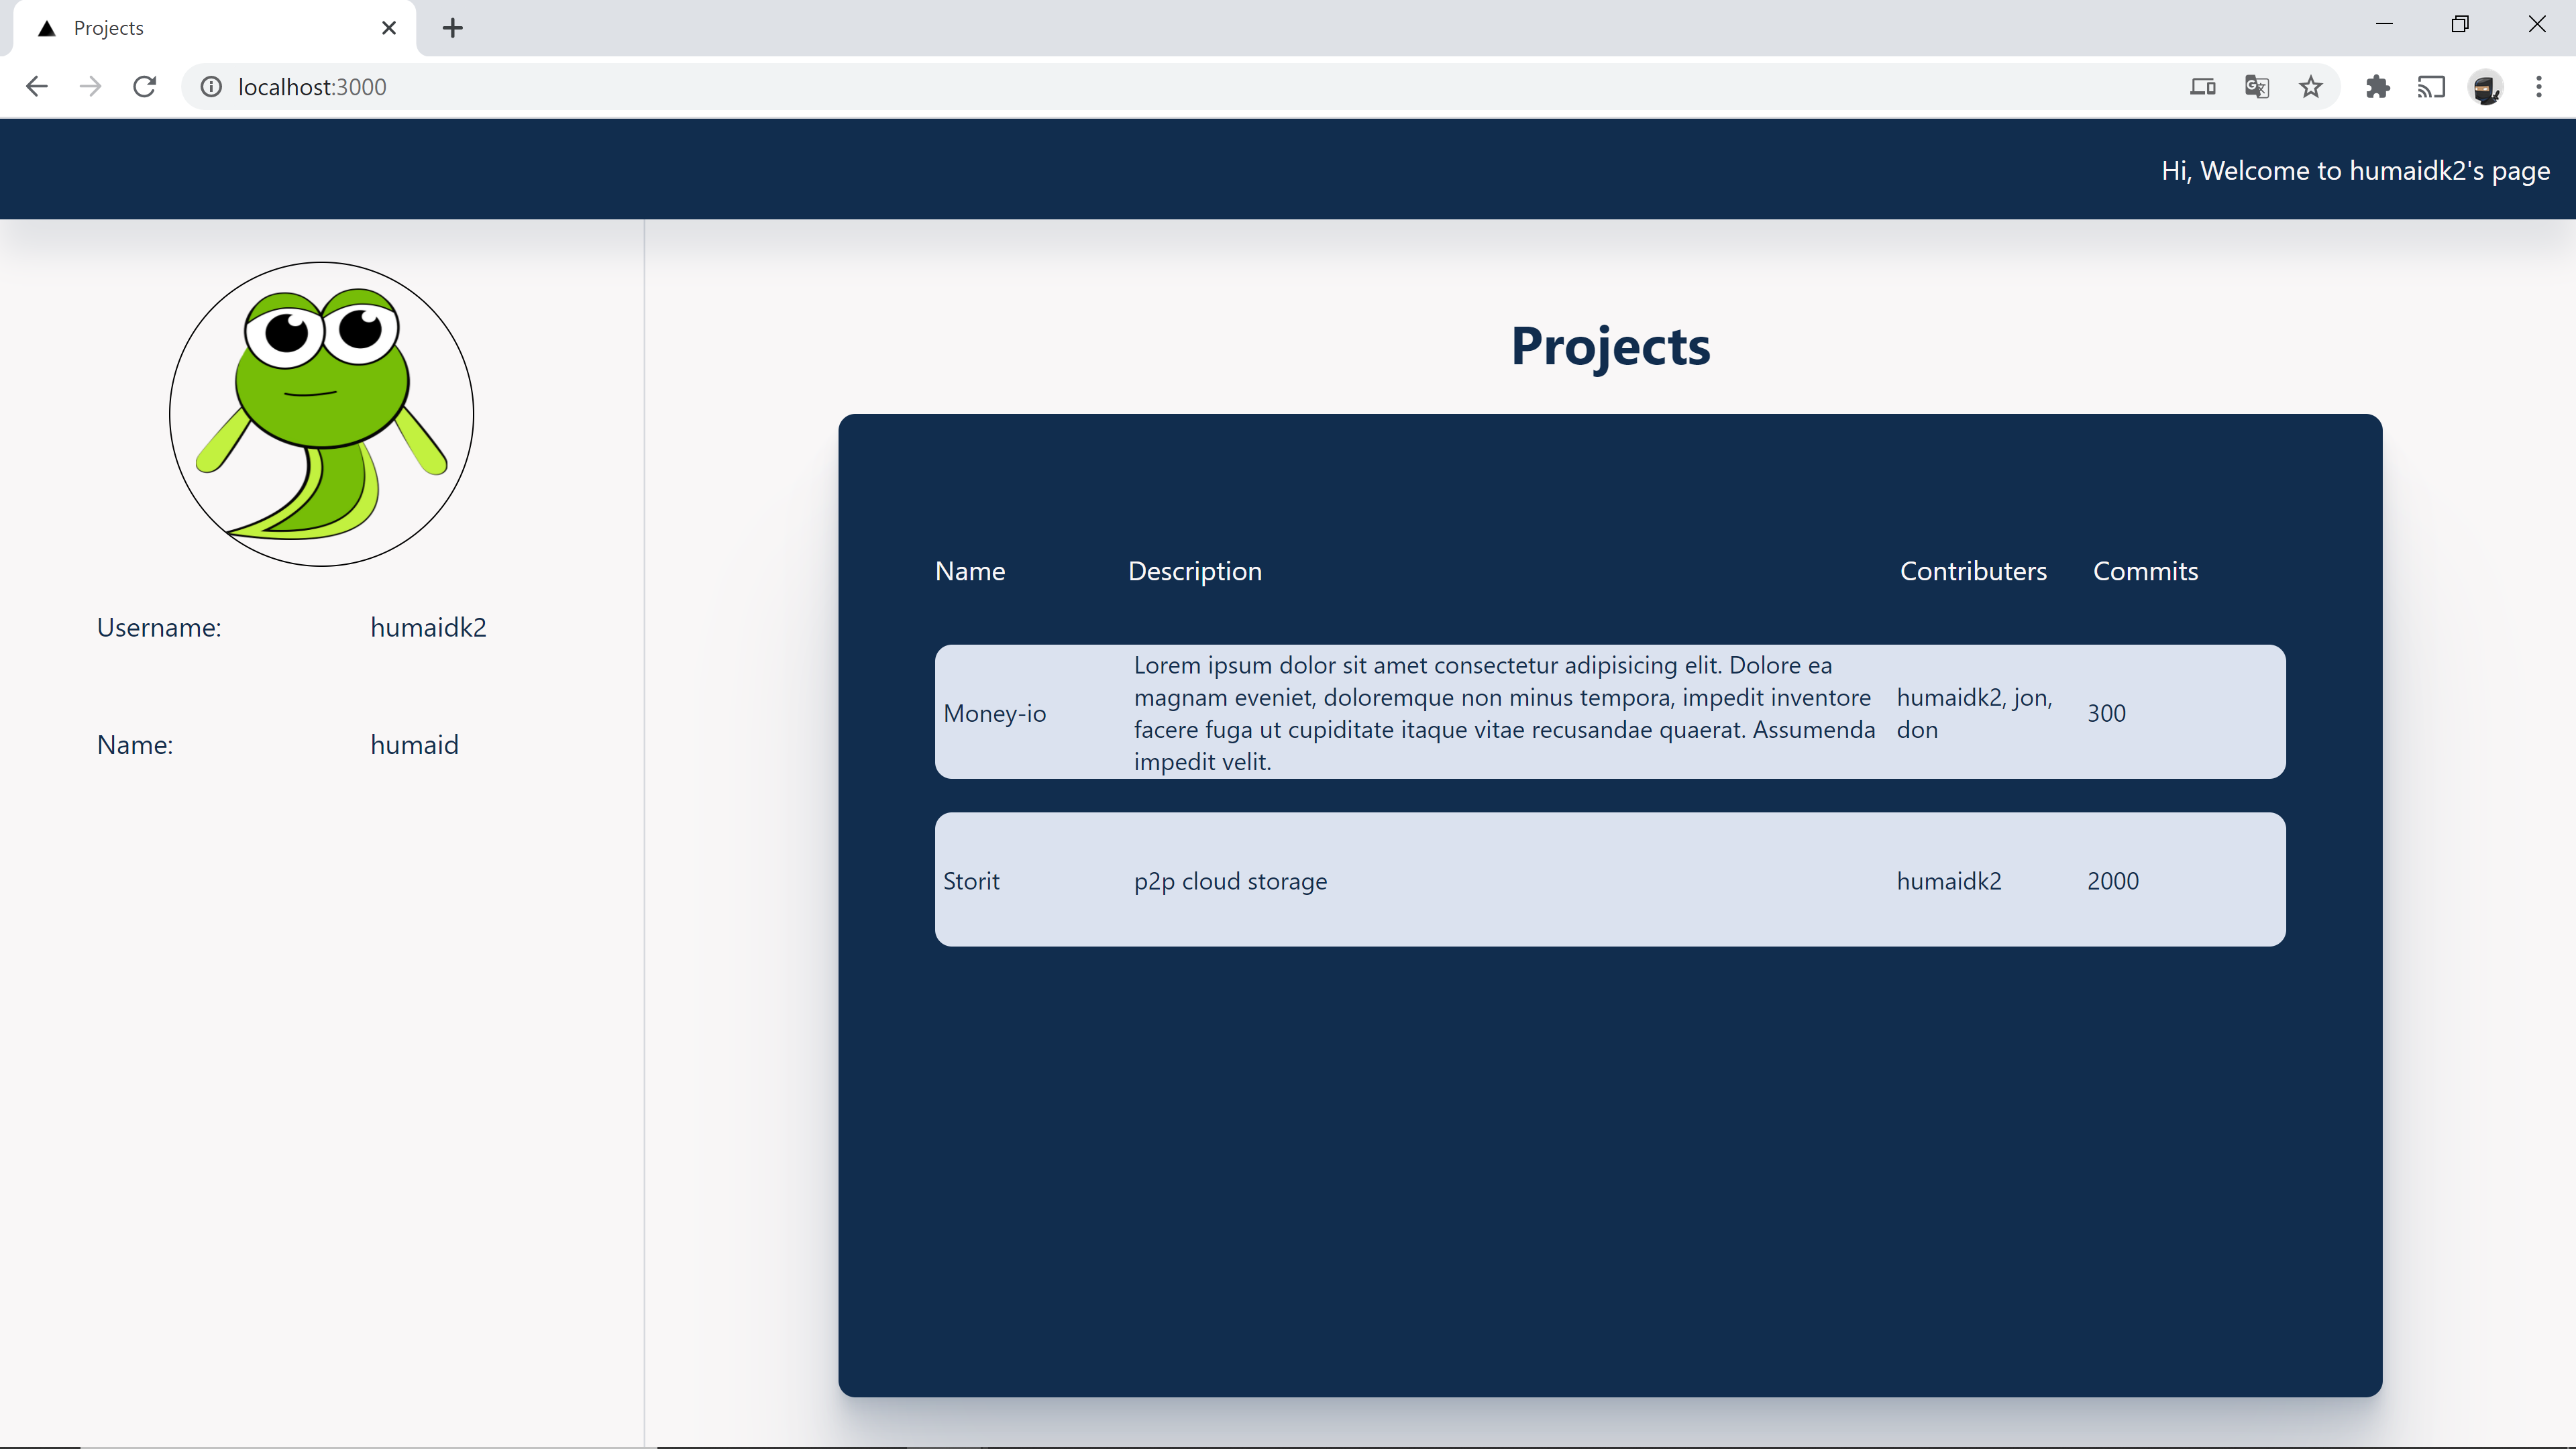 Projects
localhost:3000
Hi, Welcome to humaidk2's page
Username: humaidk2
Name: humaid
Projects
Name Description Contributers Commits
Money-io
Lorem ipsum dolor sit amet consectetur adipisicing elit. Dolore ea
magnam eveniet, doloremque non minus tempora, impedit inventore
facere fuga ut cupiditate itaque vitae recusandae quaerat. Assumenda
impedit velit.
humaidk2, jon,
don
300
Storit p2p cloud storage humaidk2 2000